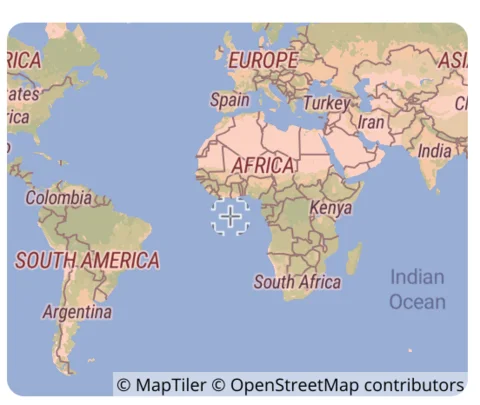 RICA
EUROPE
ASI
ates
rica
Spain
Turkey
Iran
Cl
India
AFRICA
Colombia
Kenya
SOUTH AMERICA
South Africa
Indian
Ocean
Argentina
© MapTiler © OpenStreetMap contributors